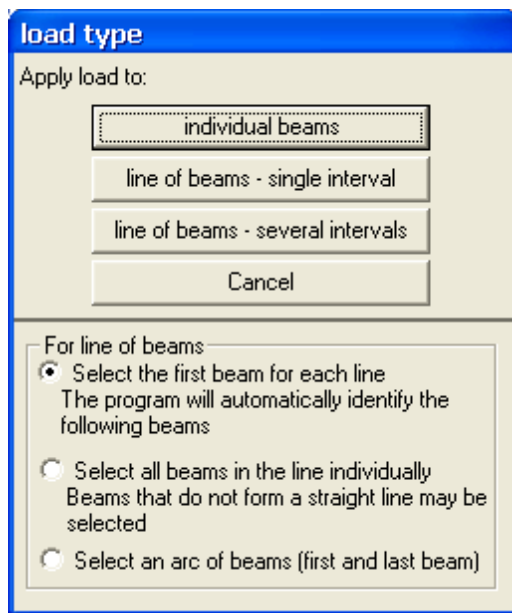 load type
Apply load to:
individual beams
line of beams - single interval
line of beams - several intervals
Cancel
For line of beams
Select the first beam for each line
The program will automatically identify the
following beams
Select all beams in the line individually
Beams that do not form a straight line may be
selected
Select an arc of beams (first and last beam)